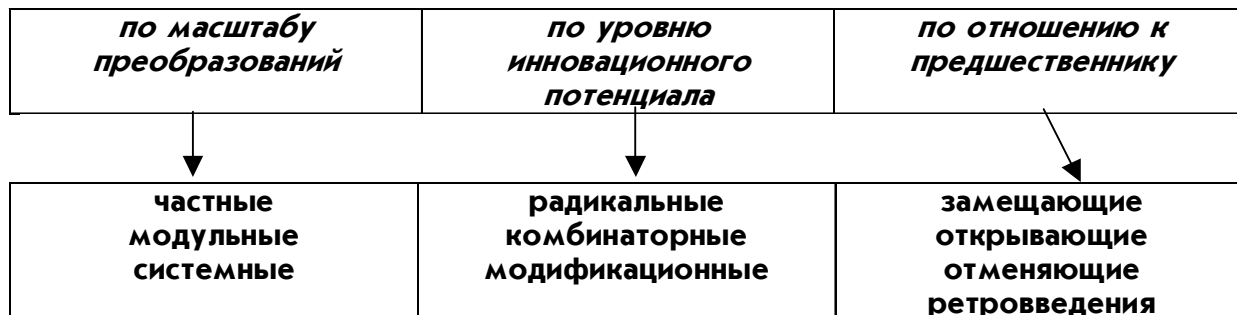 по масштабу
преобразований
по уровню
инновационного
потенциала
по отношению к
предшественнику
частные
модульные
системные
радикальные
комбинаторные
модификационные
замещающие
открывающие
отменяющие
ретровведения